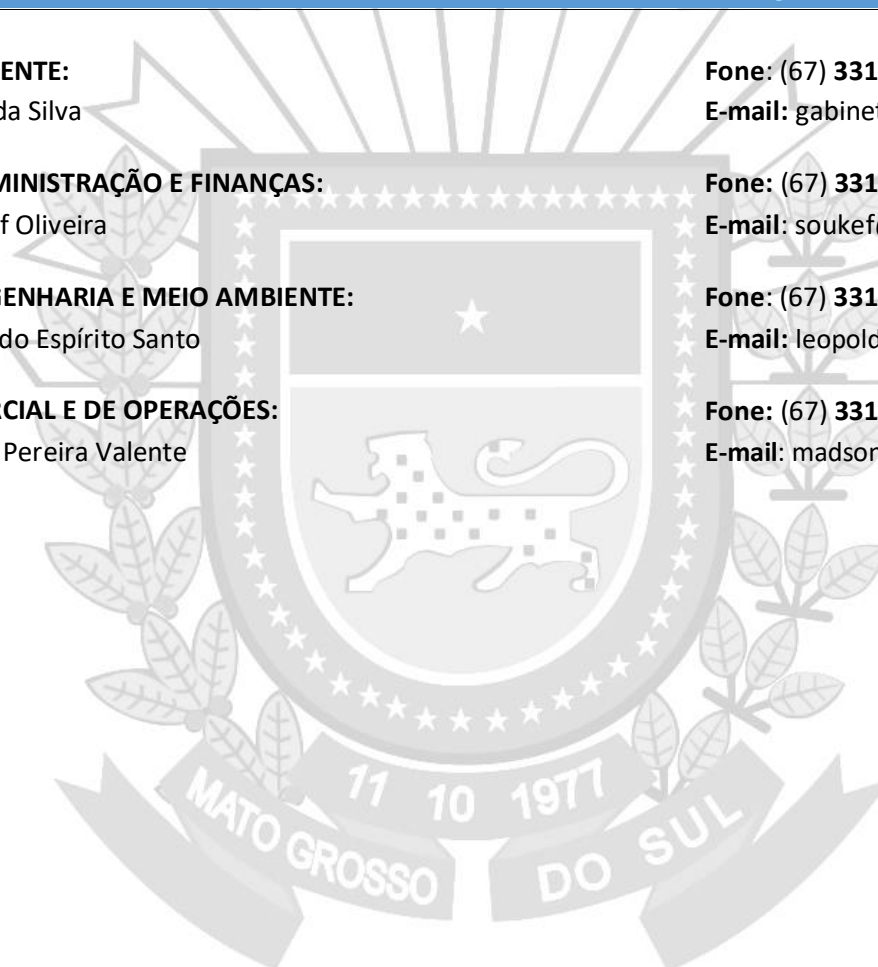 ENTE:
Fone: (67) 331
da Silva
E-mail: gabinet
MINISTRAÇÃO E FINANÇAS:
Fone: (67) 331
f Oliveira
E-mail: soukef
GENHARIA E MEIO AMBIENTE:
Fone: (67) 331
do Espírito Santo
E-mail: leopold
RCIAL E DE OPERAÇÕES:
Fone: (67) 331
Pereira Valente
E-mail: madson
11 10 1977
MATO GROSSO DO SUL